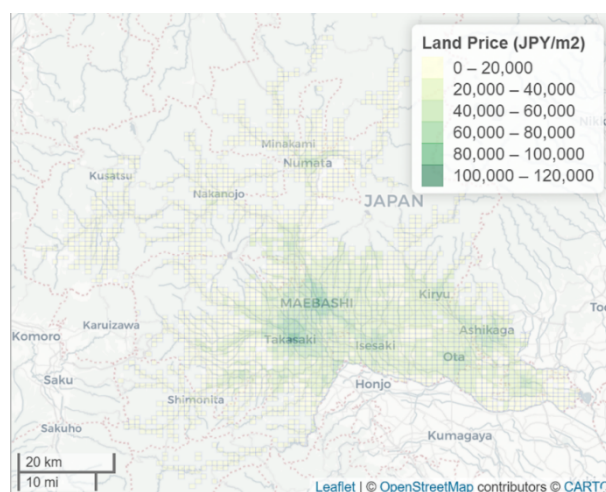 Land Price (JPY/m2)
0 – 20,000
20,000 – 40,000
40,000 – 60,000
60,000 – 80,000
80,000 – 100,000
100,000 – 120,000
Minakami
Numata
Kusatsu
Nakanojo
JAPAN
MAEBASHI
Kiryu
Komoro
Karuizawa
Takasaki
Isesaki
Ashikaga
Ota
Saku
Honjo
Shimonita
Sakuho
Kumagaya
20 km
10 mi
Leaflet | © OpenStreetMap contributors © CARTO